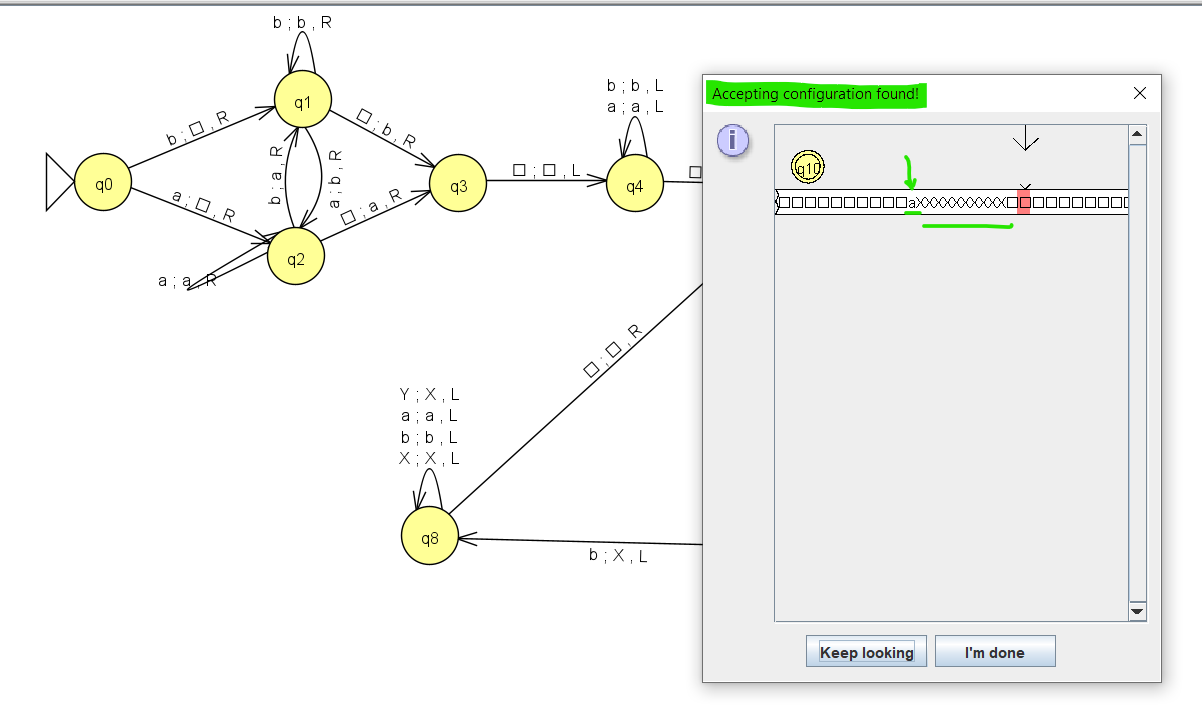 b ; b , R
q1
b ; □ , R
□ ; b , R
q0
b ; a , R
a ; b , R
a ; □ , R
□ ; a , R
q3
□ ; □ , L
b ; b , L
a ; a , L
q4
□
q2
a ; a , R
□ ; □ , R
Y ; X , L
a ; a , L
b ; b , L
X ; X , L
q8
b ; X , L
Accepting configuration found!
i
q10
□□□□□□□□□□aXXXXXXXXXX□□□□□□□□□□
Keep looking
I'm done